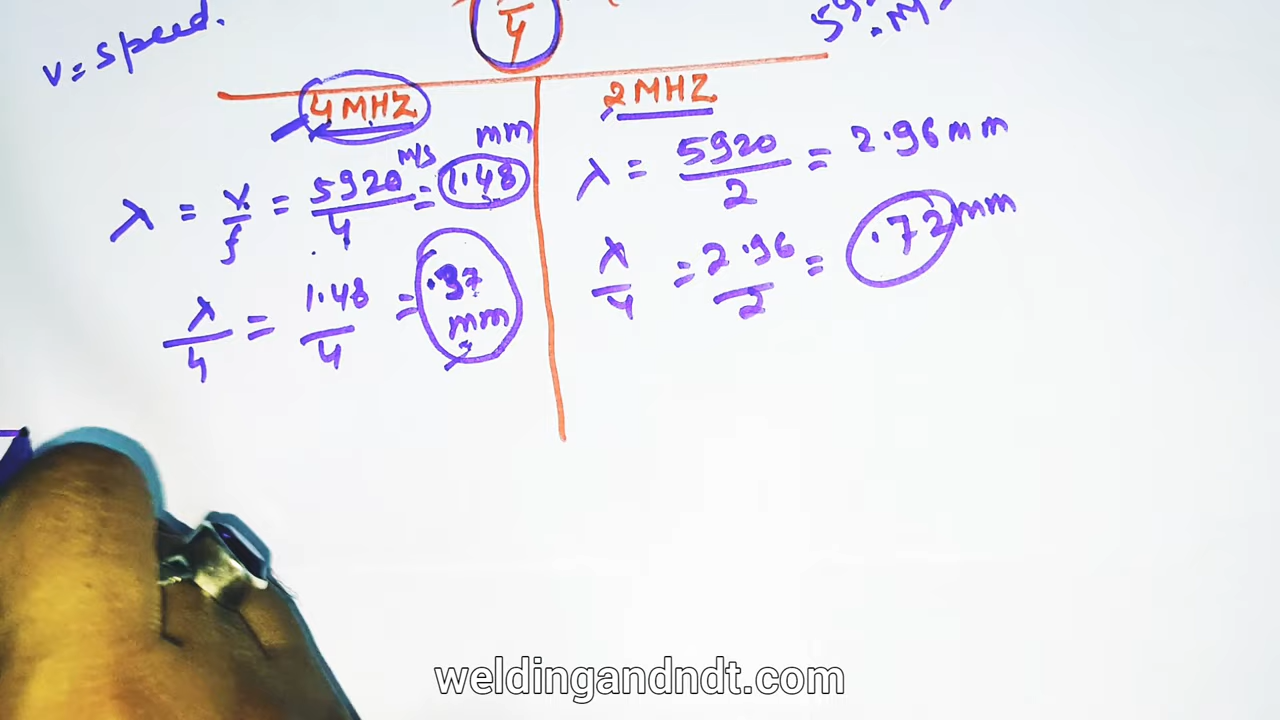 v = speed.
4
4 MHZ
2 MHZ
λ = v/f = 5920 m/s / 4 = 1.48 mm
λ = 5920/2 = 2.96 mm
λ/4 = 1.48/4 = .37 mm
λ/4 = 2.96/2 = .72 mm
weldingandndt.com